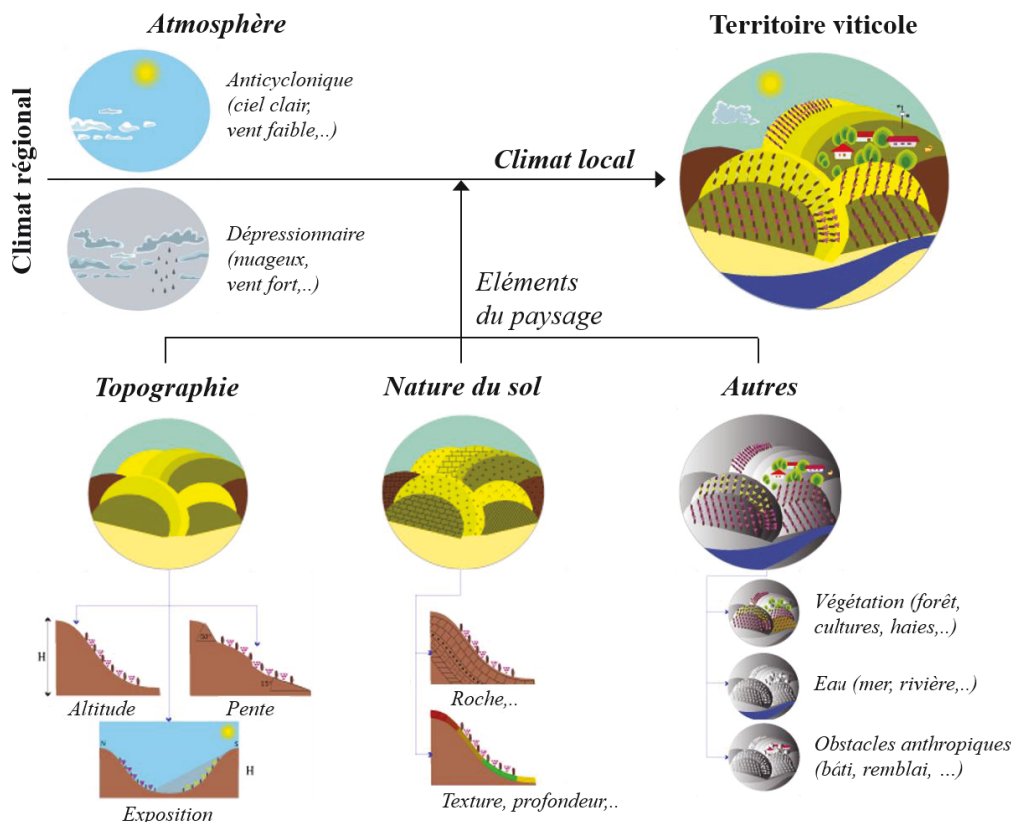 Atmosphère
Territoire viticole
Climat régional
Anticyclonique
(ciel clair,
vent faible,..)
Climat local
Dépressionnaire
(nuageux,
vent fort,..)
Eléments
du paysage
Topographie
Nature du sol
Autres
H
30°
15°
Altitude
Pente
N
S
H
Exposition
Roche,..
Texture, profondeur,..
Végétation (forêt,
cultures, haies,..)
Eau (mer, rivière,..)
Obstacles anthropiques
(bâti, remblai, ...)